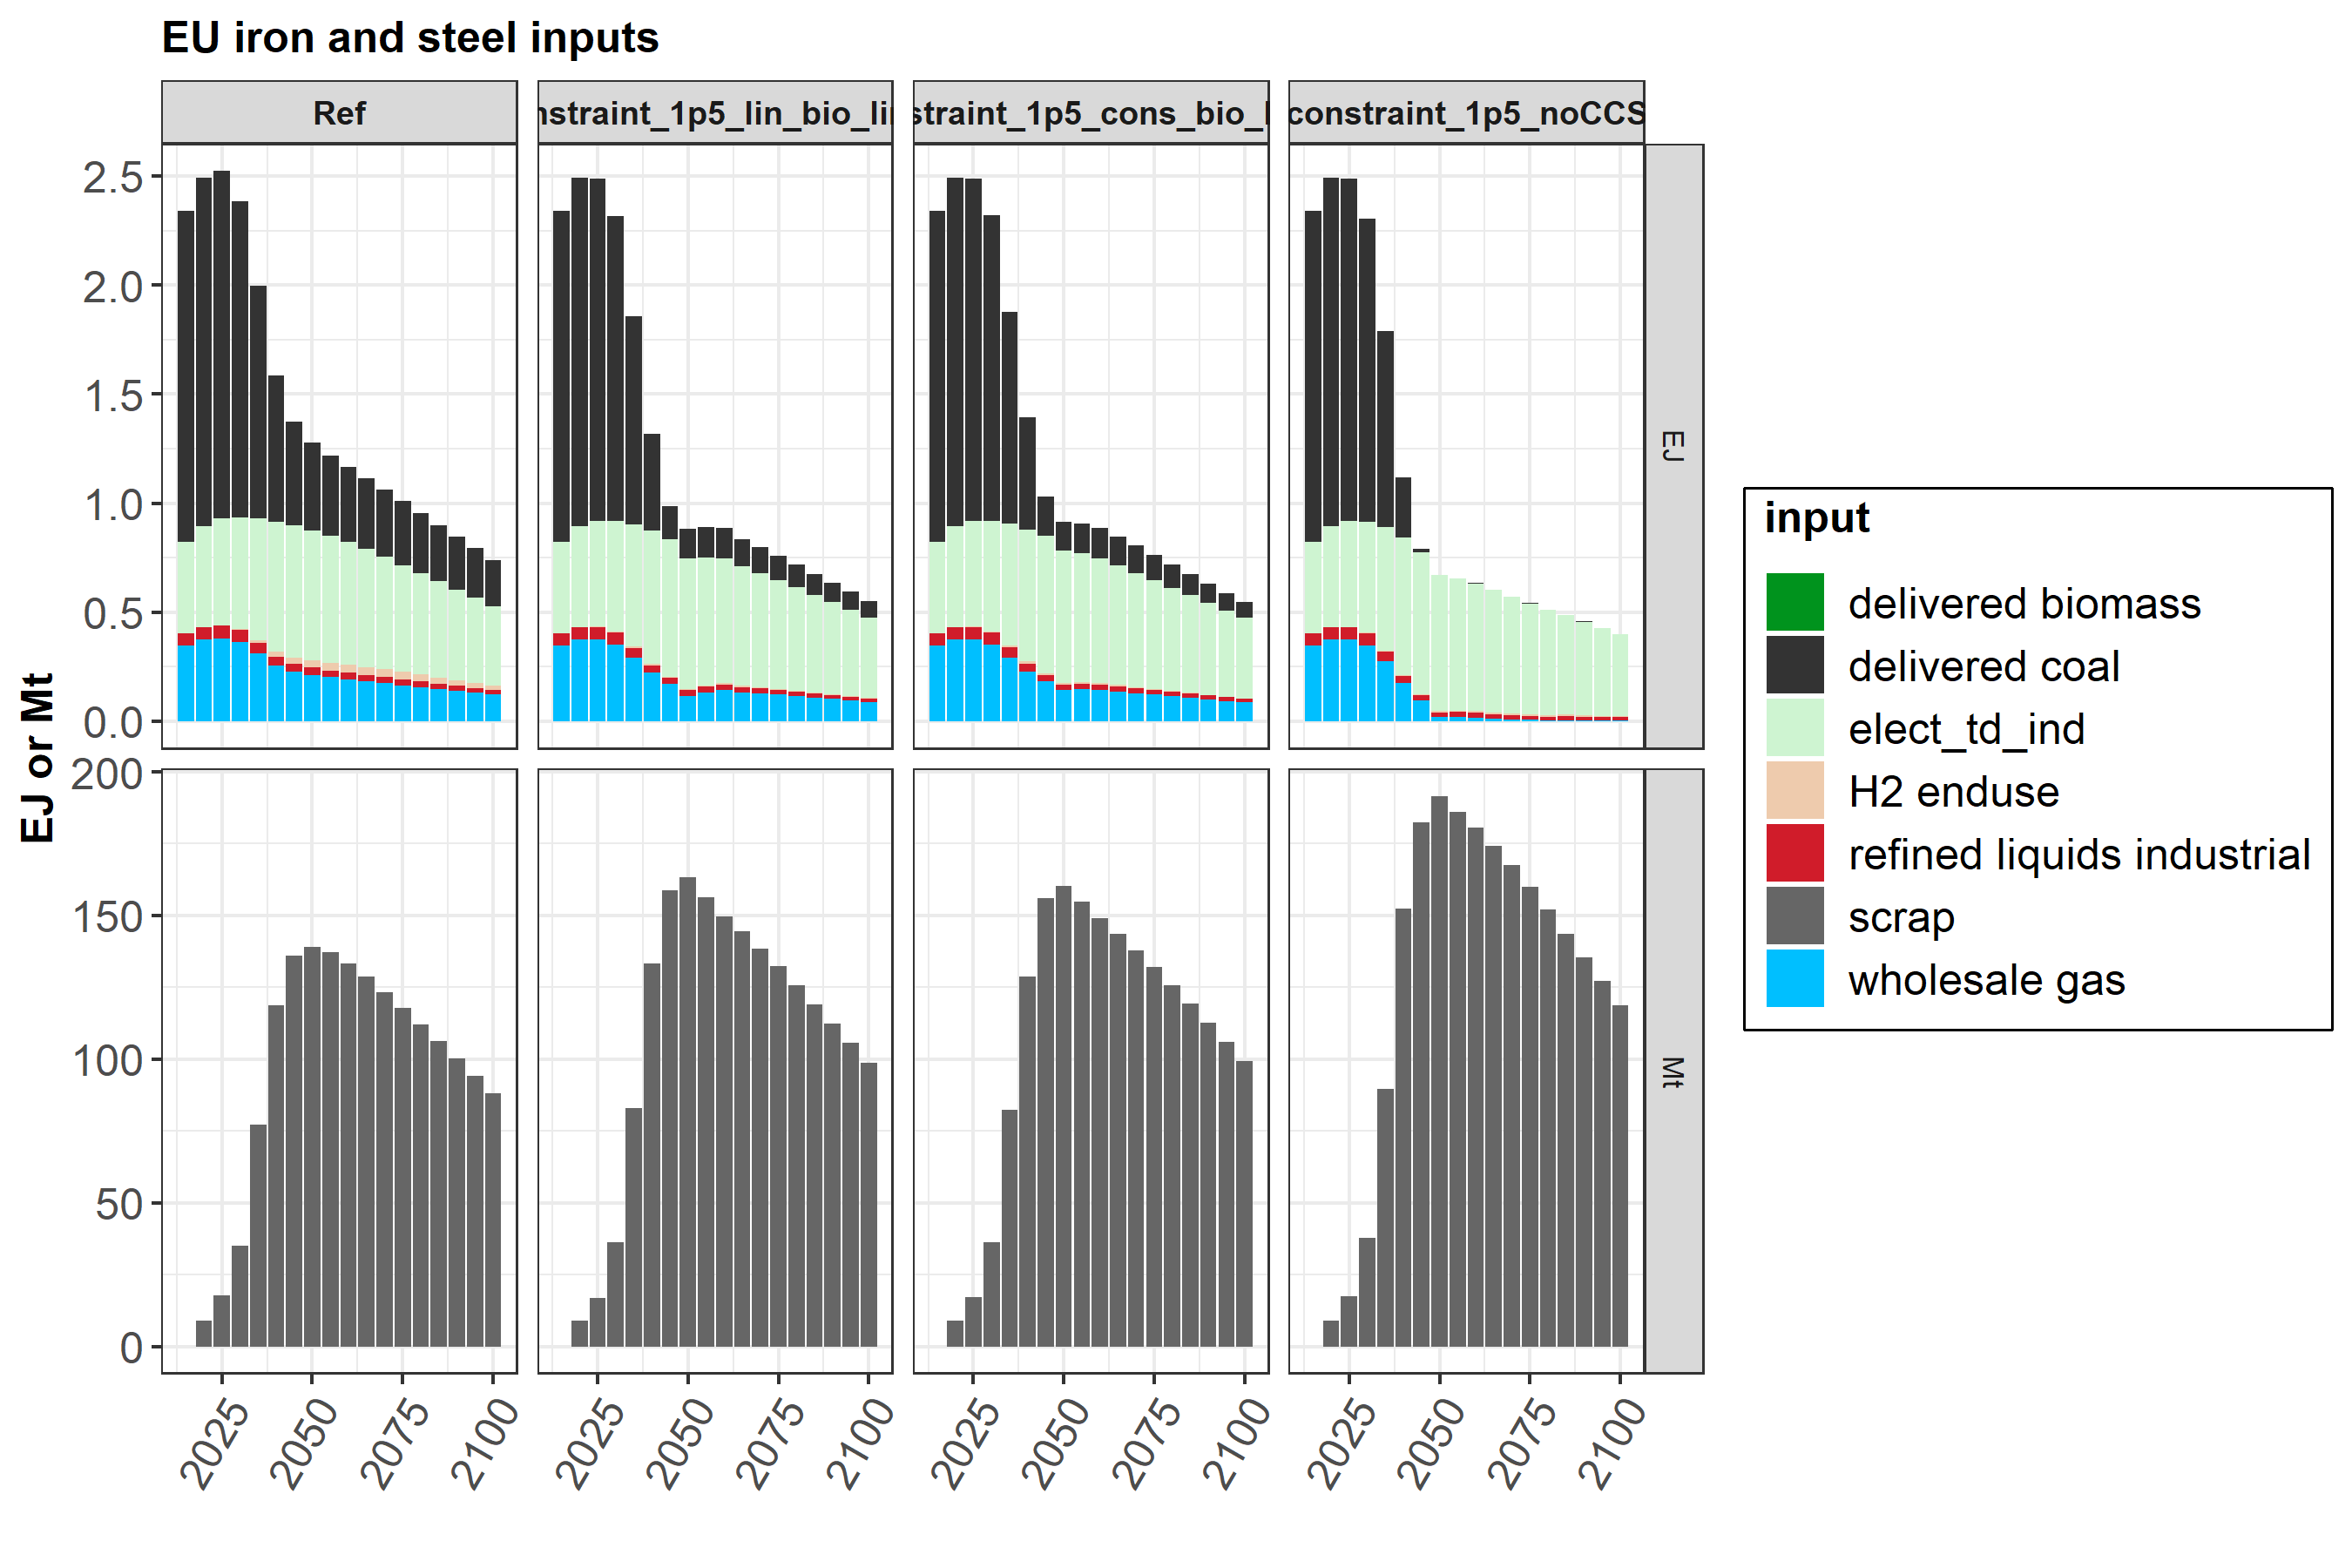 EU iron and steel inputs
Ref
nstraint_1p5_lin_bio_lin
straint_1p5_cons_bio_l
constraint_1p5_noCCS
EJ or Mt
2.5
2.0
1.5
1.0
0.5
0.0
EJ
200
150
100
50
0
Mt
2025 2050 2075 2100
2025 2050 2075 2100
2025 2050 2075 2100
2025 2050 2075 2100
input
delivered biomass
delivered coal
elect_td_ind
H2 enduse
refined liquids industrial
scrap
wholesale gas